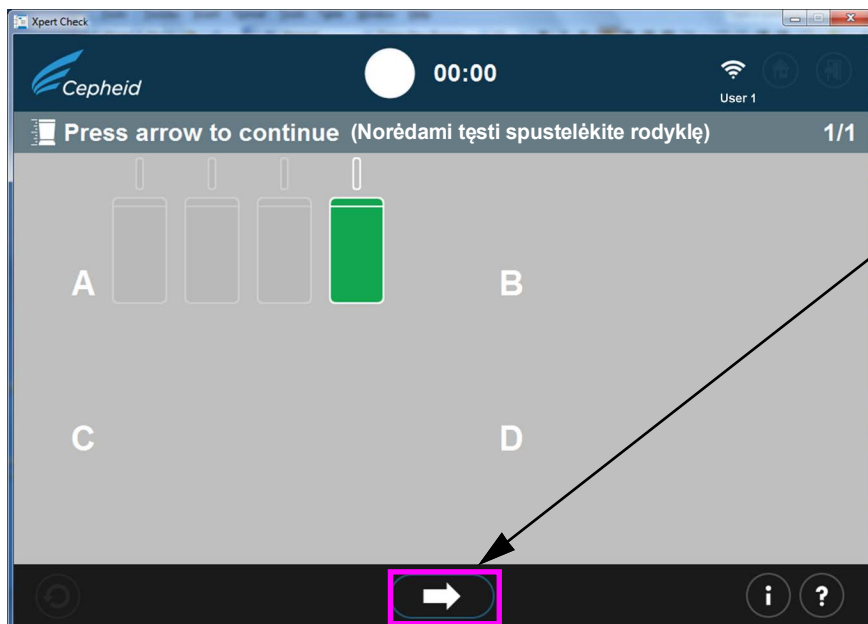 Xpert Check
Cepheid
00:00
User 1
Press arrow to continue (Norėdami tęsti spustelėkite rodyklę) 1/1
A
B
C
D
i ?